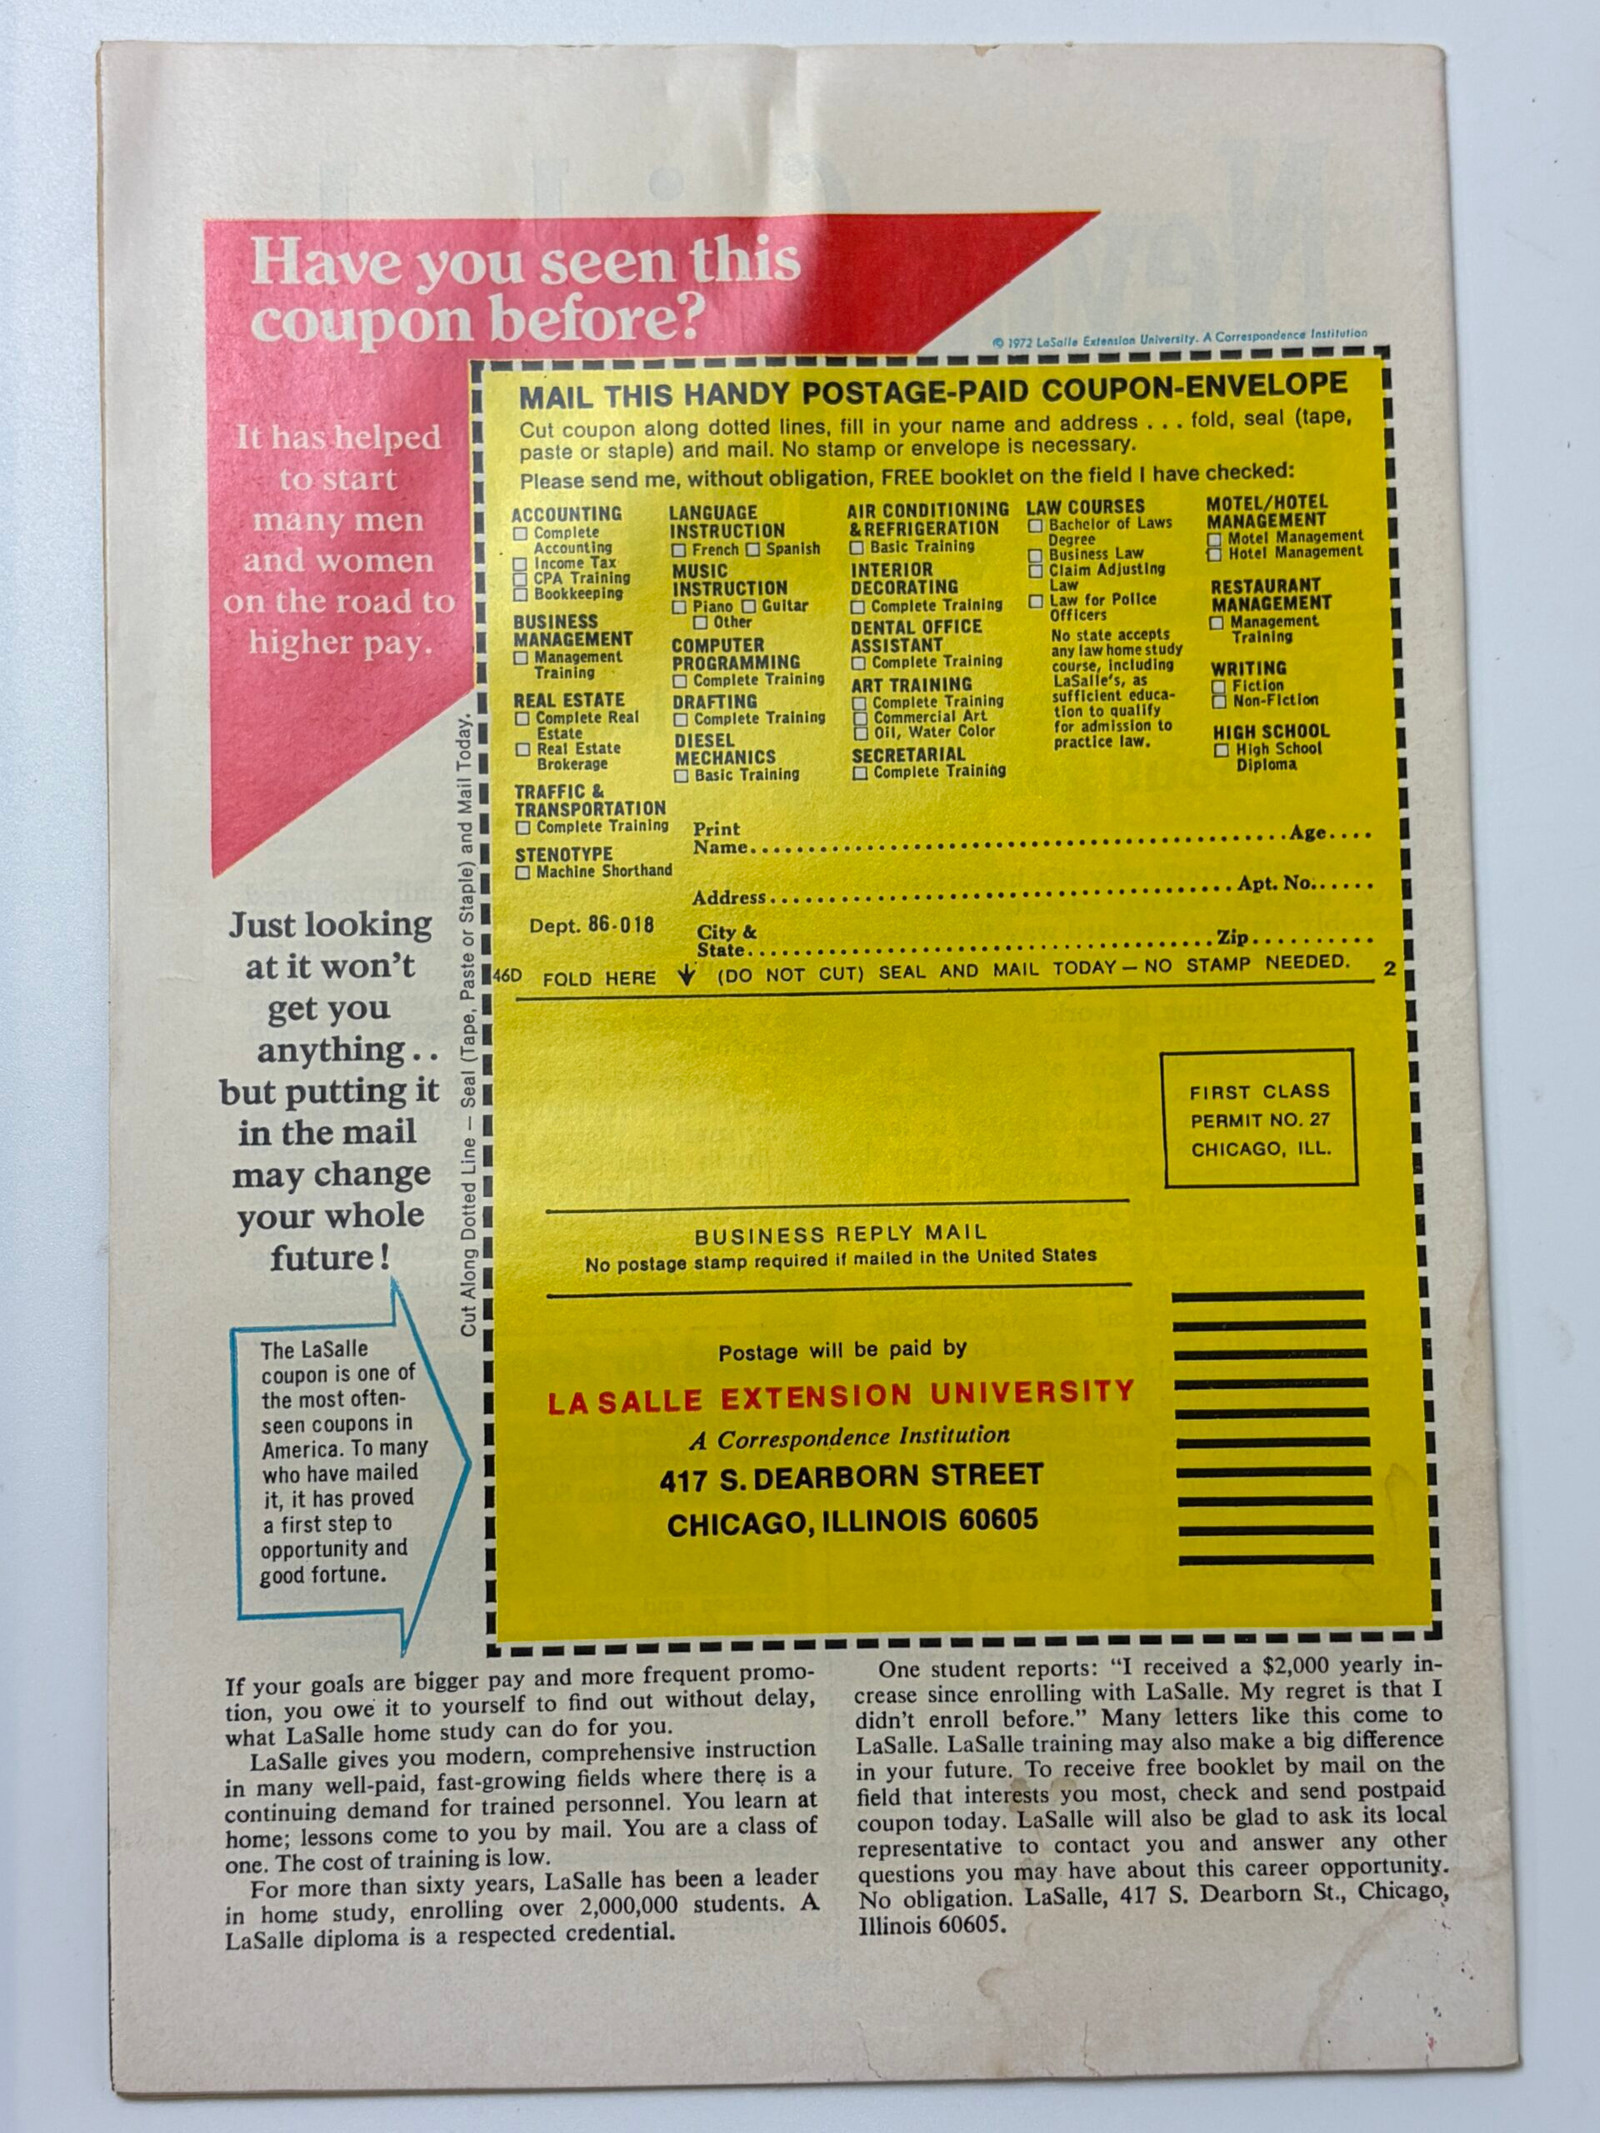 Have you seen this
coupon before?
It has helped
to start
many men
and women
on the road to
higher pay.
© 1972 LaSalle Extension University. A Correspondence Institution
MAIL THIS HANDY POSTAGE-PAID COUPON-ENVELOPE
Cut coupon along dotted lines, fill in your name and address . . . fold, seal (tape,
paste or staple) and mail. No stamp or envelope is necessary.
Please send me, without obligation, FREE booklet on the field I have checked:
ACCOUNTING
☐ Complete
Accounting
☐ Income Tax
☐ CPA Training
☐ Bookkeeping
BUSINESS
MANAGEMENT
☐ Management
Training
REAL ESTATE
☐ Complete Real
Estate
☐ Real Estate
Brokerage
TRAFFIC &
TRANSPORTATION
☐ Complete Training
STENOTYPE
☐ Machine Shorthand
LANGUAGE
INSTRUCTION
☐ French ☐ Spanish
MUSIC
INSTRUCTION
☐ Piano ☐ Guitar
☐ Other
COMPUTER
PROGRAMMING
☐ Complete Training
DRAFTING
☐ Complete Training
DIESEL
MECHANICS
☐ Basic Training
AIR CONDITIONING
& REFRIGERATION
☐ Basic Training
INTERIOR
DECORATING
☐ Complete Training
DENTAL OFFICE
ASSISTANT
☐ Complete Training
ART TRAINING
☐ Complete Training
☐ Commercial Art
☐ Oil, Water Color
SECRETARIAL
☐ Complete Training
LAW COURSES
☐ Bachelor of Laws
Degree
☐ Business Law
☐ Claim Adjusting
Law
☐ Law for Police
Officers
No state accepts
any law home study
course, including
LaSalle's, as
sufficient educa-
tion to qualify
for admission to
practice law.
MOTEL/HOTEL
MANAGEMENT
☐ Motel Management
☐ Hotel Management
RESTAURANT
MANAGEMENT
☐ Management
Training
WRITING
☐ Fiction
☐ Non-Fiction
HIGH SCHOOL
☐ High School
Diploma
Print
Name..........Age....
Address..........Apt. No......
Dept. 86-018
City &
State..........Zip..........
46D FOLD HERE ↓ (DO NOT CUT) SEAL AND MAIL TODAY — NO STAMP NEEDED. 2
Cut Along Dotted Line — Seal (Tape, Paste or Staple) and Mail Today.
Just looking
at it won't
get you
anything . .
but putting it
in the mail
may change
your whole
future!
FIRST CLASS
PERMIT NO. 27
CHICAGO, ILL.
BUSINESS REPLY MAIL
No postage stamp required if mailed in the United States
Postage will be paid by
LA SALLE EXTENSION UNIVERSITY
A Correspondence Institution
417 S. DEARBORN STREET
CHICAGO, ILLINOIS 60605
The LaSalle
coupon is one of
the most often-
seen coupons in
America. To many
who have mailed
it, it has proved
a first step to
opportunity and
good fortune.
If your goals are bigger pay and more frequent promo-
tion, you owe it to yourself to find out without delay,
what LaSalle home study can do for you.
LaSalle gives you modern, comprehensive instruction
in many well-paid, fast-growing fields where there is a
continuing demand for trained personnel. You learn at
home; lessons come to you by mail. You are a class of
one. The cost of training is low.
For more than sixty years, LaSalle has been a leader
in home study, enrolling over 2,000,000 students. A
LaSalle diploma is a respected credential.
One student reports: "I received a $2,000 yearly in-
crease since enrolling with LaSalle. My regret is that I
didn't enroll before." Many letters like this come to
LaSalle. LaSalle training may also make a big difference
in your future. To receive free booklet by mail on the
field that interests you most, check and send postpaid
coupon today. LaSalle will also be glad to ask its local
representative to contact you and answer any other
questions you may have about this career opportunity.
No obligation. LaSalle, 417 S. Dearborn St., Chicago,
Illinois 60605.